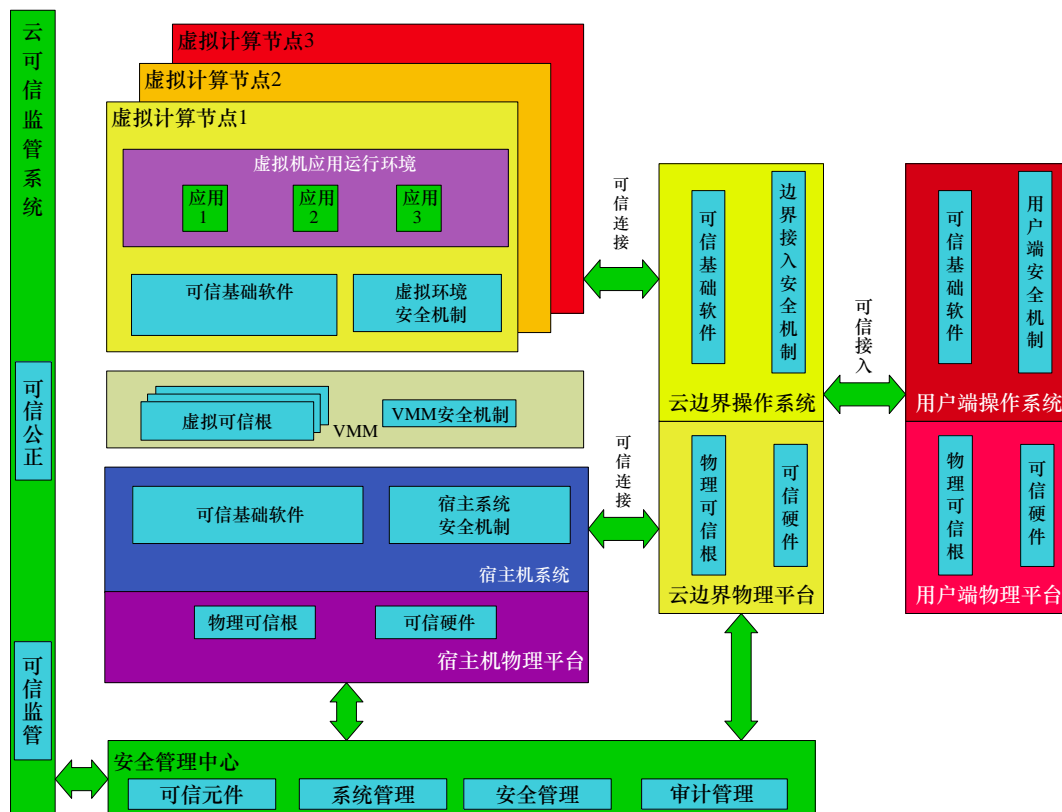 云可信监管系统
可信公正
可信监管
虚拟计算节点3
虚拟计算节点2
虚拟计算节点1
虚拟机应用运行环境
应用
1
应用
2
应用
3
可信基础软件
虚拟环境
安全机制
虚拟可信根
VMM
VMM安全机制
可信基础软件
宿主系统
安全机制
宿主机系统
物理可信根
可信硬件
宿主机物理平台
可信连接
可信连接
可信基础软件
边界接入安全机制
云边界操作系统
物理可信根
可信硬件
云边界物理平台
可信接入
可信基础软件
用户端安全机制
用户端操作系统
物理可信根
可信硬件
用户端物理平台
安全管理中心
可信元件
系统管理
安全管理
审计管理